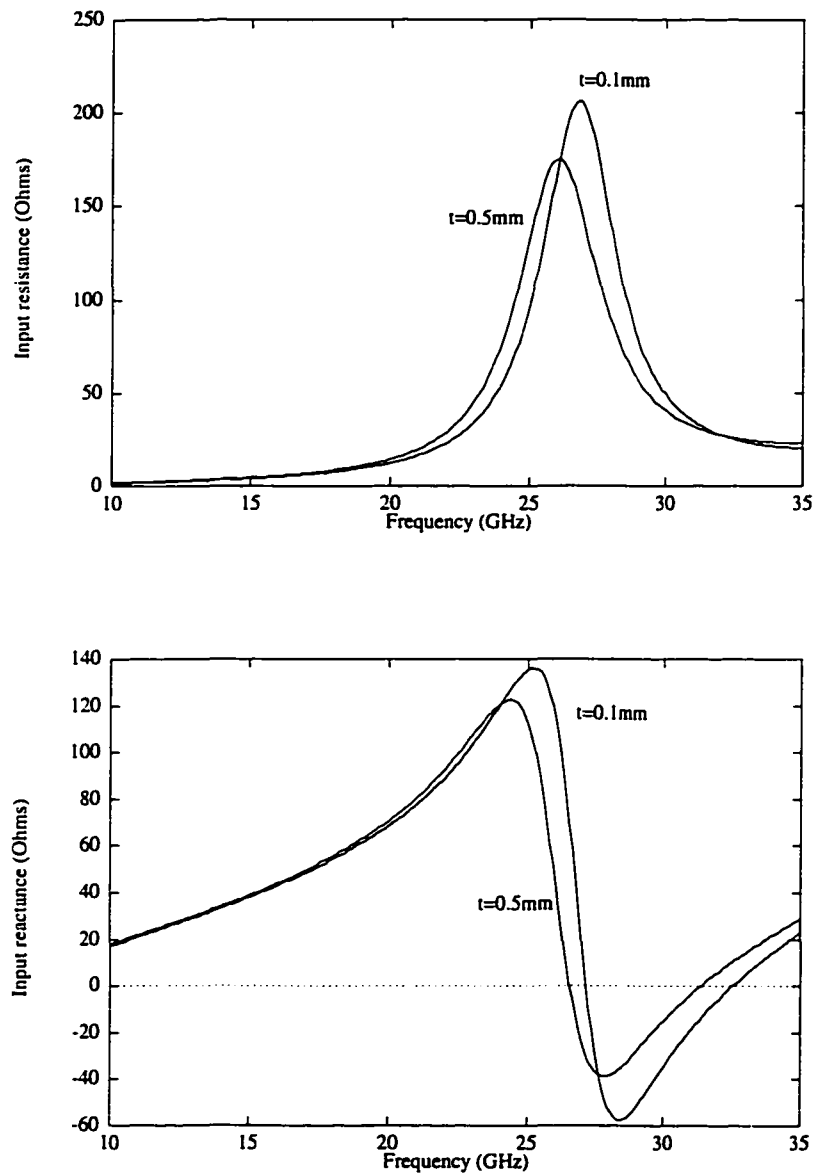 250
200
150
100
50
0
Input resistance (Ohms)
t=0.1mm
t=0.5mm
10 15 20 25 30 35
Frequency (GHz)
140
120
100
80
60
40
20
0
-20
-40
-60
Input reactance (Ohms)
t=0.1mm
t=0.5mm
10 15 20 25 30 35
Frequency (GHz)